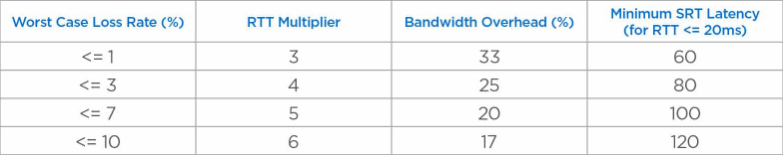 Worst Case Loss Rate (%) RTT Multiplier Bandwidth Overhead (%) Minimum SRT Latency (for RTT <= 20ms)
<= 1 3 33 60
<= 3 4 25 80
<= 7 5 20 100
<= 10 6 17 120